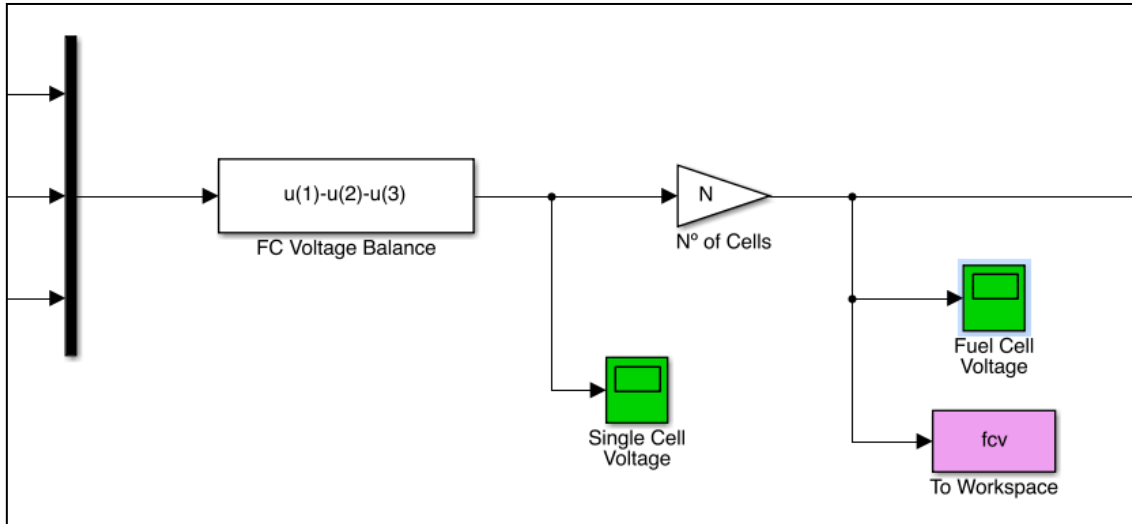 u(1)-u(2)-u(3)
FC Voltage Balance
N
Nº of Cells
Single Cell
Voltage
Fuel Cell
Voltage
fcv
To Workspace